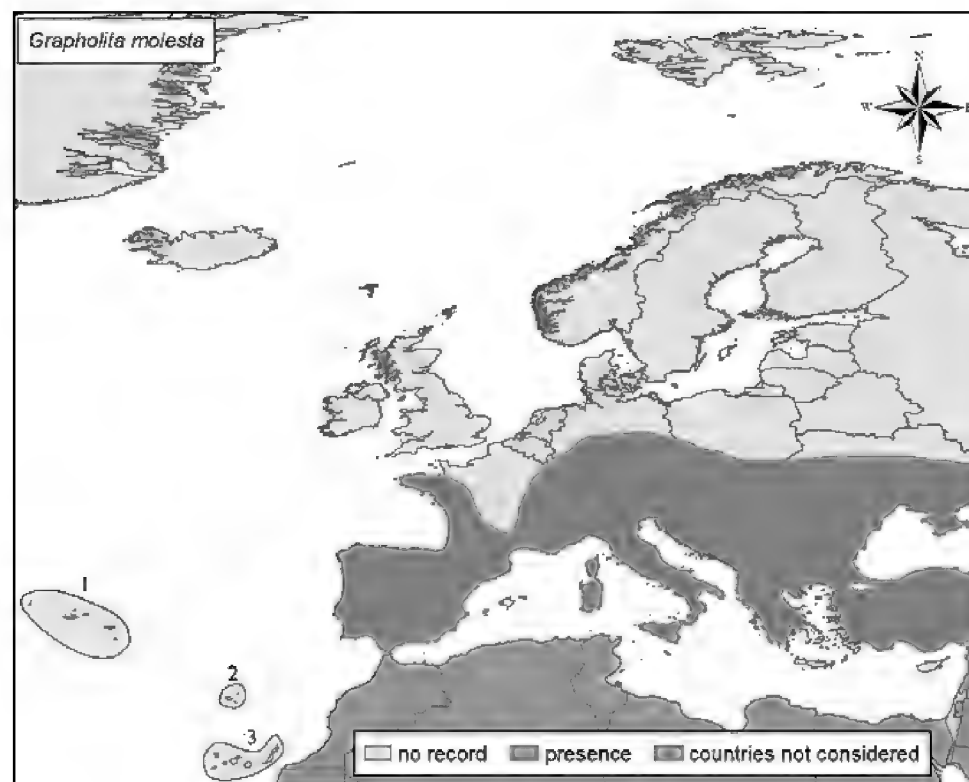 Grapholita molesta
N
W E
S
1
2
3
no record presence countries not considered